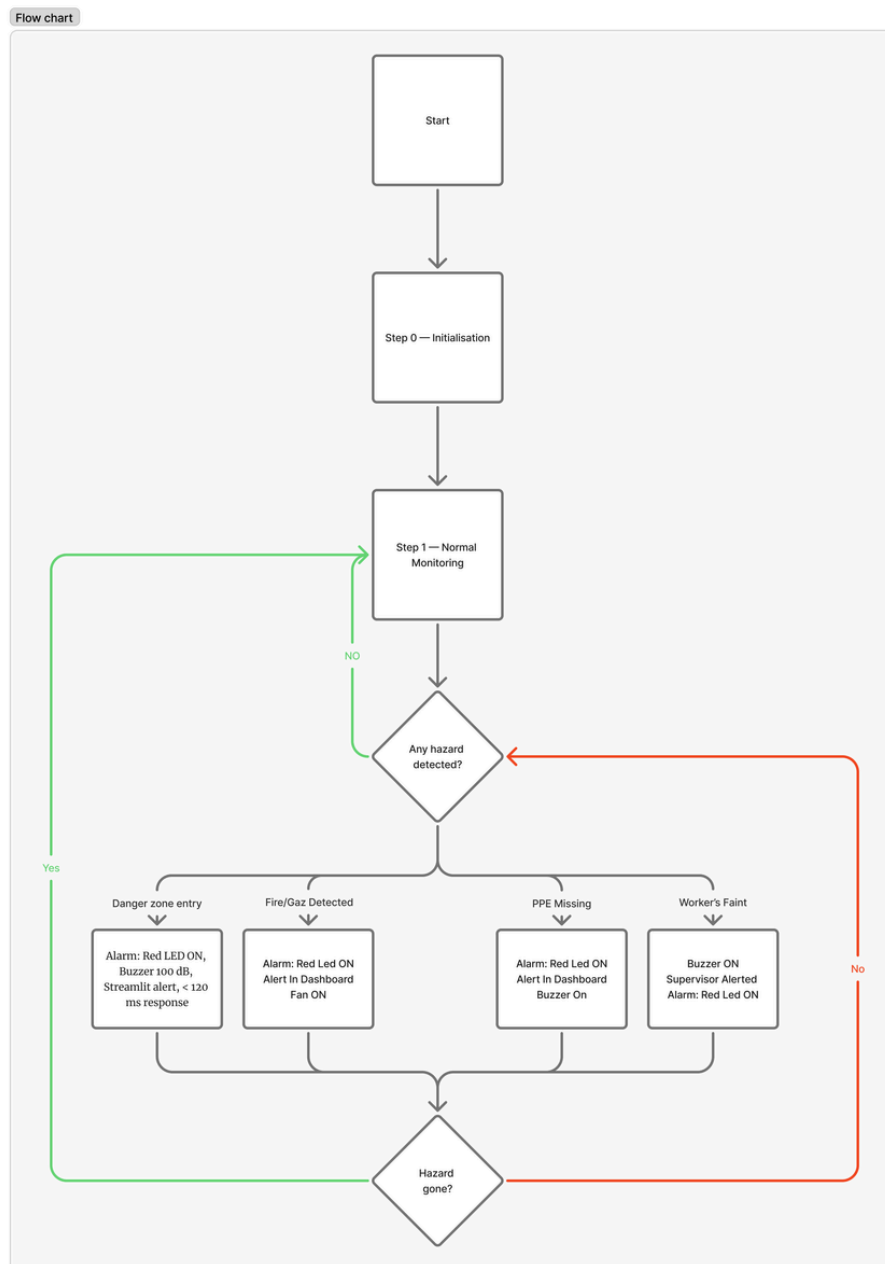 Flow chart
Start
Step 0 — Initialisation
Step 1 — Normal
Monitoring
NO
Any hazard
detected?
Yes
Danger zone entry
Fire/Gaz Detected
PPE Missing
Worker's Faint
Alarm: Red LED ON,
Buzzer 100 dB,
Streamlit alert, < 120
ms response
Alarm: Red Led ON
Alert In Dashboard
Fan ON
Alarm: Red Led ON
Alert In Dashboard
Buzzer On
Buzzer ON
Supervisor Alerted
Alarm: Red Led ON
No
Hazard
gone?